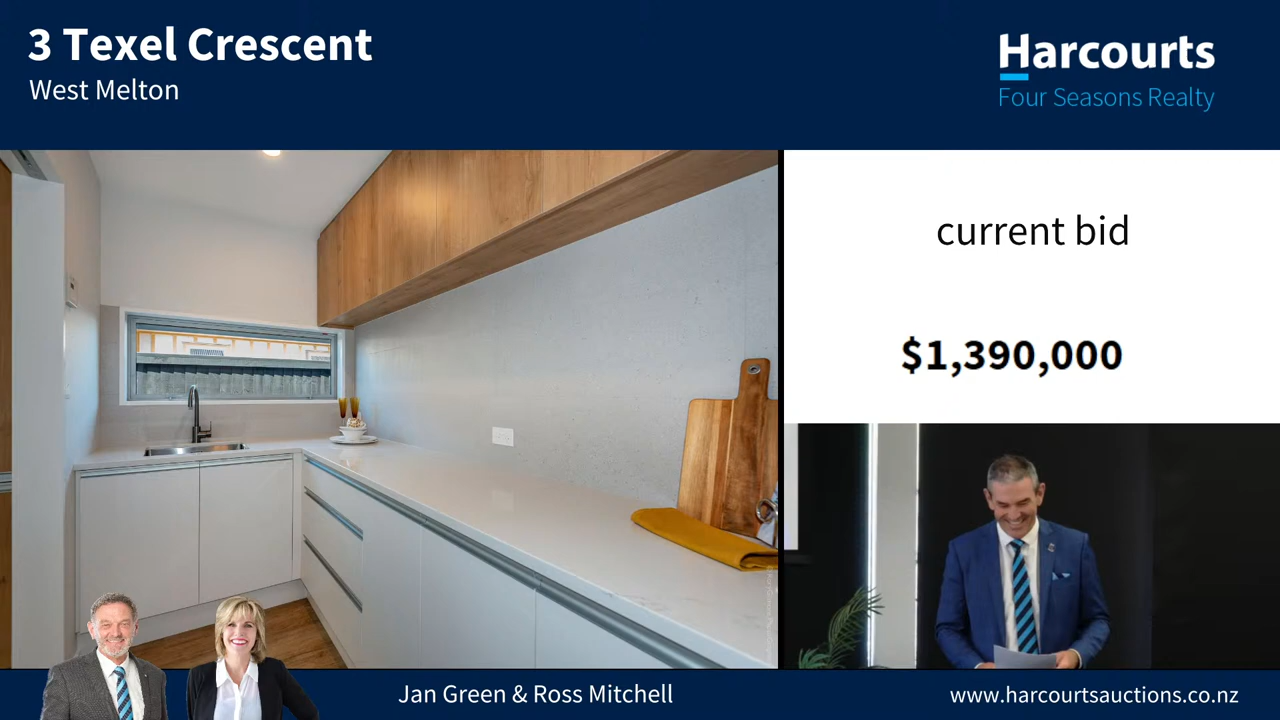 3 Texel Crescent
West Melton
Harcourts
Four Seasons Realty
current bid
$1,390,000
Jan Green & Ross Mitchell
www.harcourtsauctions.co.nz